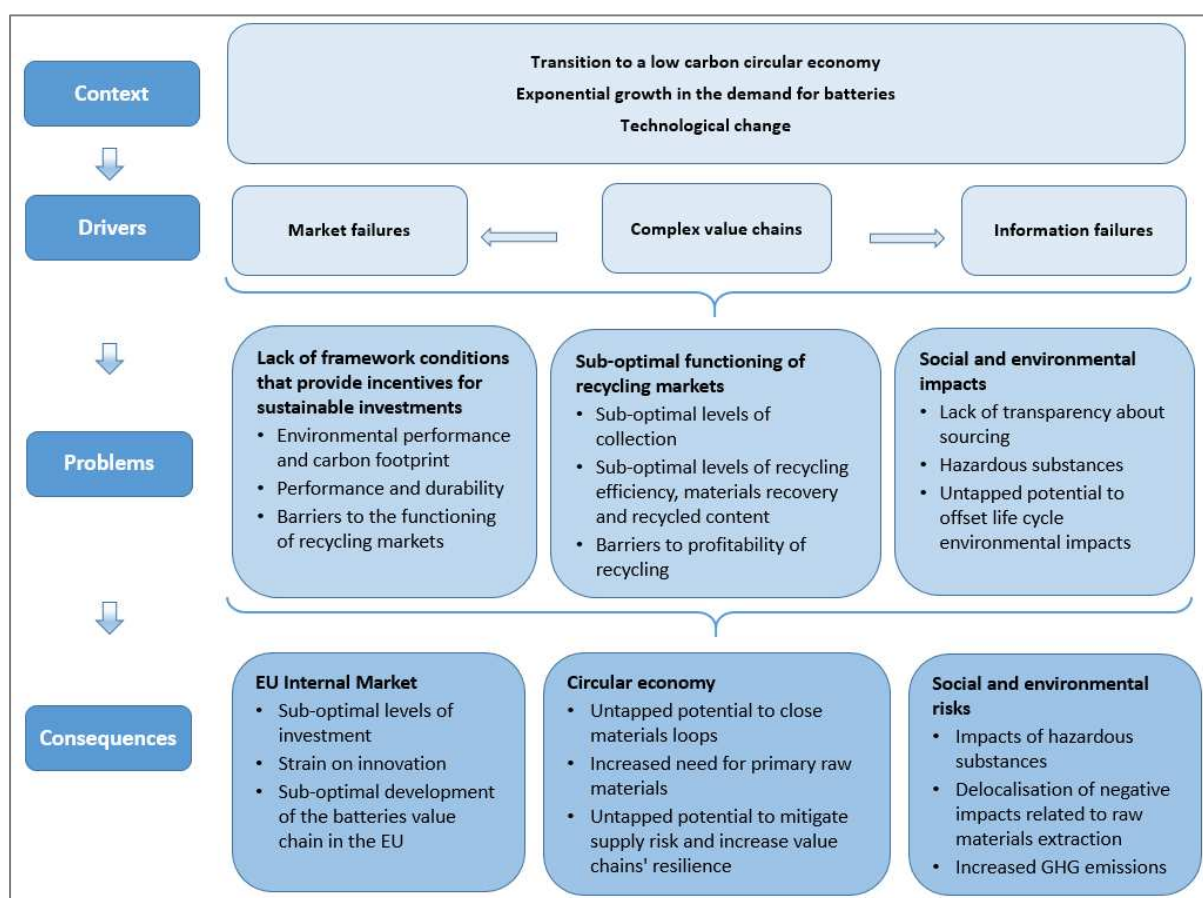 Context
Transition to a low carbon circular economy
Exponential growth in the demand for batteries
Technological change
Drivers
Market failures
Complex value chains
Information failures
Problems
Lack of framework conditions
that provide incentives for
sustainable investments
• Environmental performance
and carbon footprint
• Performance and durability
• Barriers to the functioning
of recycling markets
Sub-optimal functioning of
recycling markets
• Sub-optimal levels of
collection
• Sub-optimal levels of recycling
efficiency, materials recovery
and recycled content
• Barriers to profitability of
recycling
Social and environmental
impacts
• Lack of transparency about
sourcing
• Hazardous substances
• Untapped potential to
offset life cycle
environmental impacts
Consequences
EU Internal Market
• Sub-optimal levels of
investment
• Strain on innovation
• Sub-optimal development
of the batteries value
chain in the EU
Circular economy
• Untapped potential to close
materials loops
• Increased need for primary raw
materials
• Untapped potential to mitigate
supply risk and increase value
chains' resilience
Social and environmental
risks
• Impacts of hazardous
substances
• Delocalisation of negative
impacts related to raw
materials extraction
• Increased GHG emissions